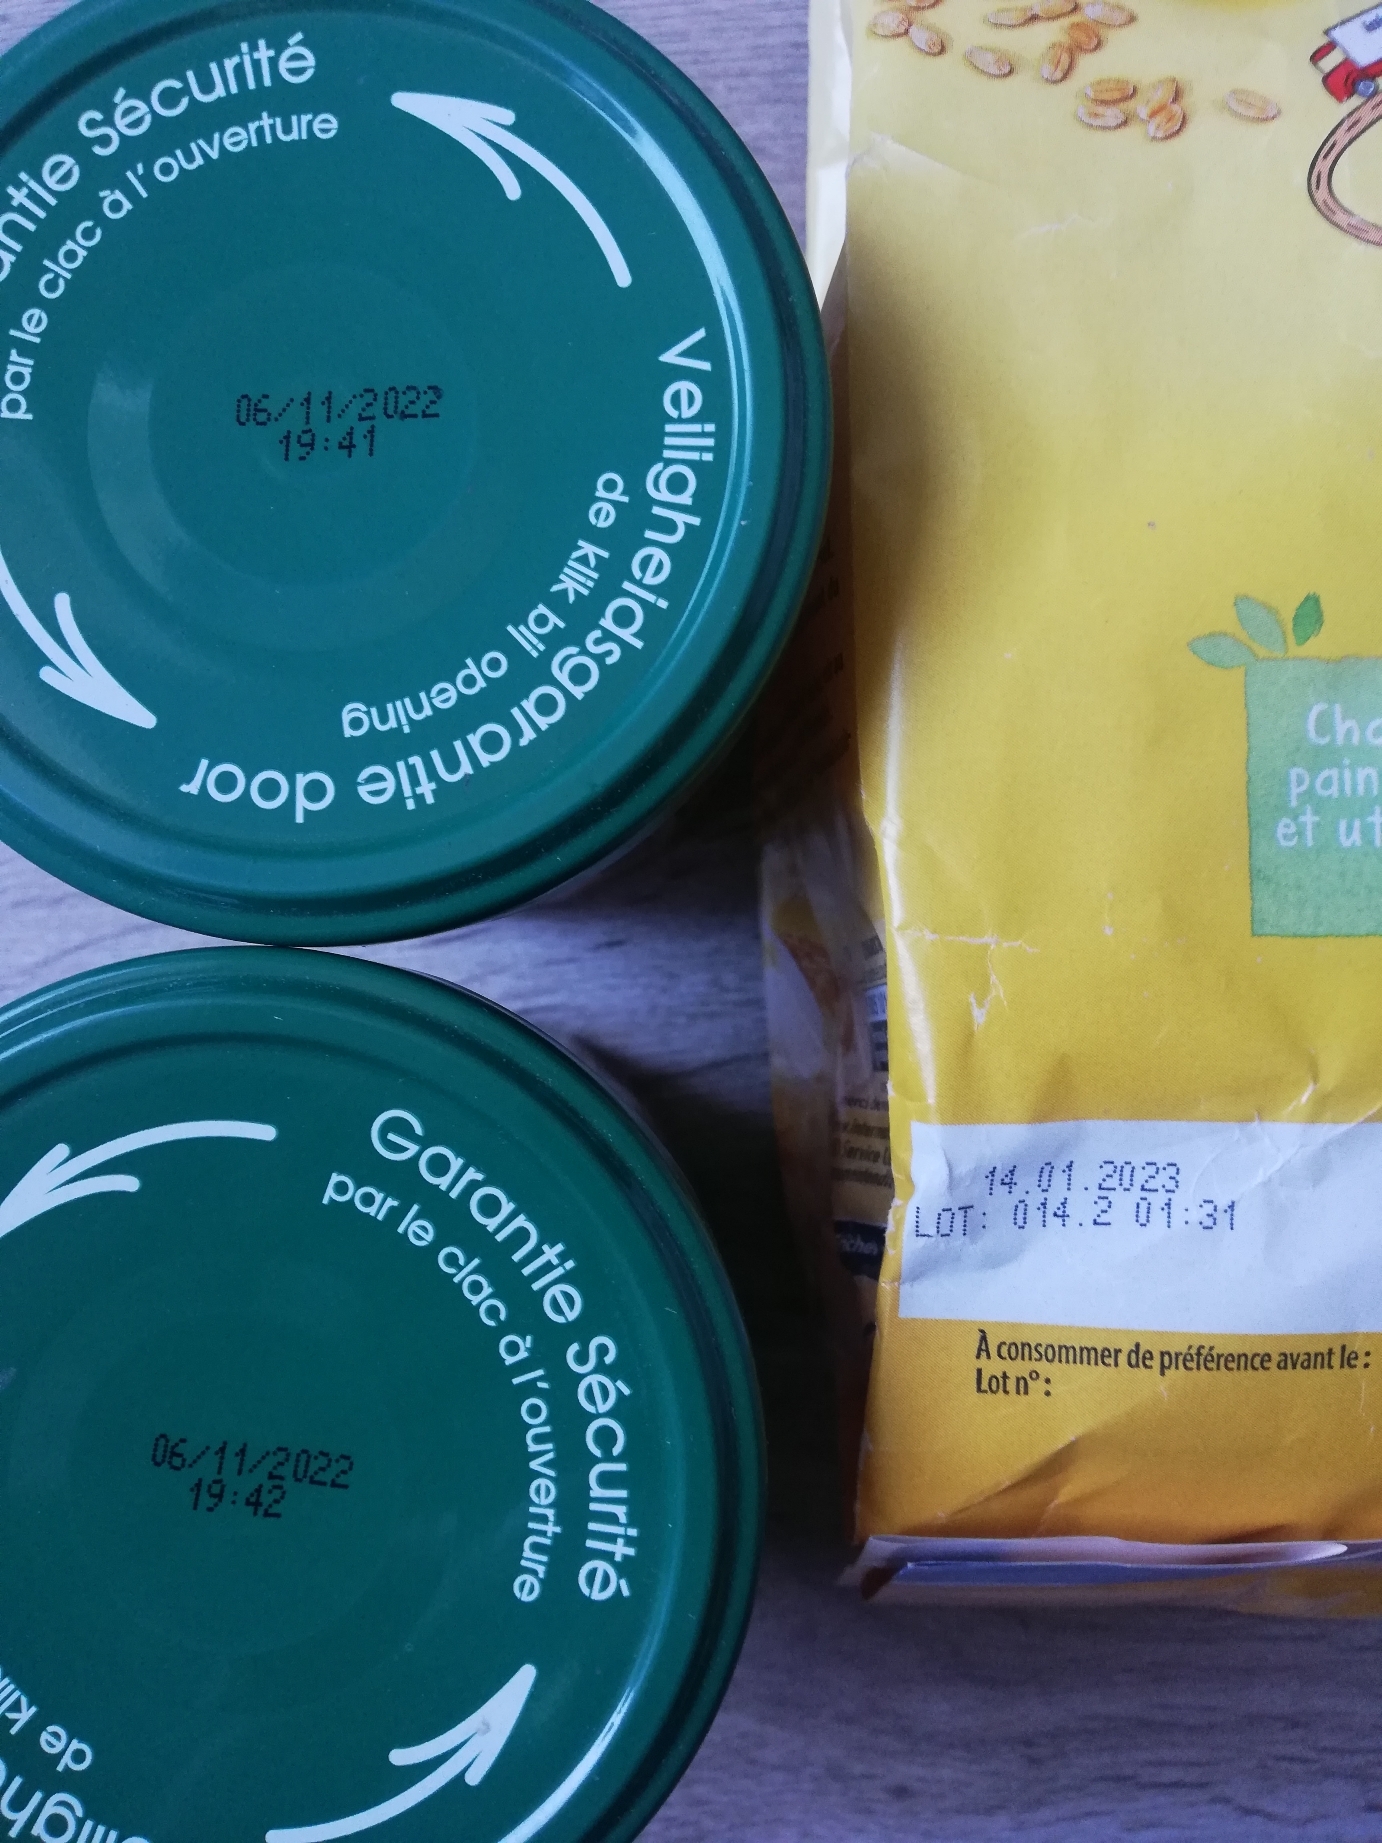 Garantie Sécurité
par le clac à l'ouverture
06/11/2022
19:41
Veiligheidsgarantie door
de klik bij opening
Garantie Sécurité
par le clac à l'ouverture
06/11/2022
19:42
et
14.01.2023
LOT: 014.2 01:31
À consommer de préférence avant le :
Lot n° :